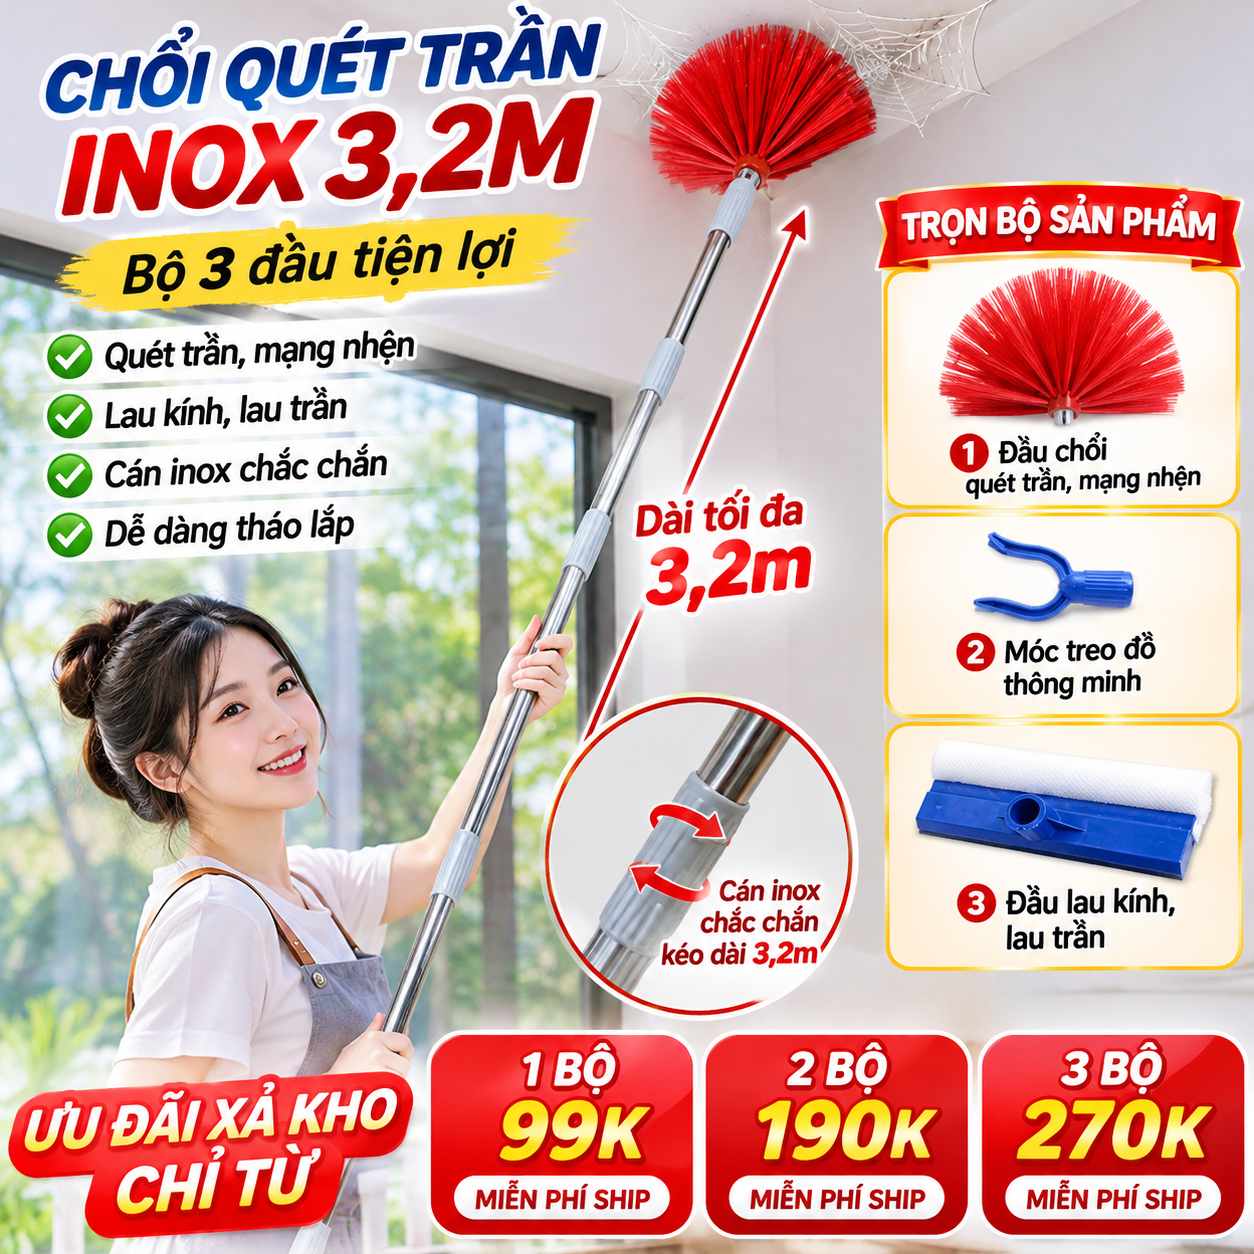 CHỔI QUÉT TRẦN
INOX 3,2M
Bộ 3 đầu tiện lợi
Quét trần, mạng nhện
Lau kính, lau trần
Cán inox chắc chắn
Dễ dàng tháo lắp
Dài tối đa
3,2m
Cán inox
chắc chắn
kéo dài 3,2m
TRỌN BỘ SẢN PHẨM
1 Đầu chổi
quét trần, mạng nhện
2 Móc treo đồ
thông minh
3 Đầu lau kính,
lau trần
ƯU ĐÃI XẢ KHO
CHỈ TỪ
1 BỘ
99K
MIỄN PHÍ SHIP
2 BỘ
190K
MIỄN PHÍ SHIP
3 BỘ
270K
MIỄN PHÍ SHIP